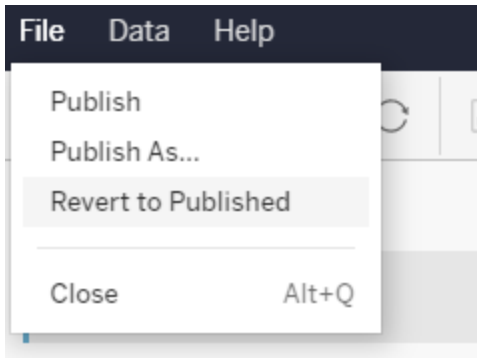 File Data Help
Publish
Publish As...
Revert to Published
Close Alt+Q